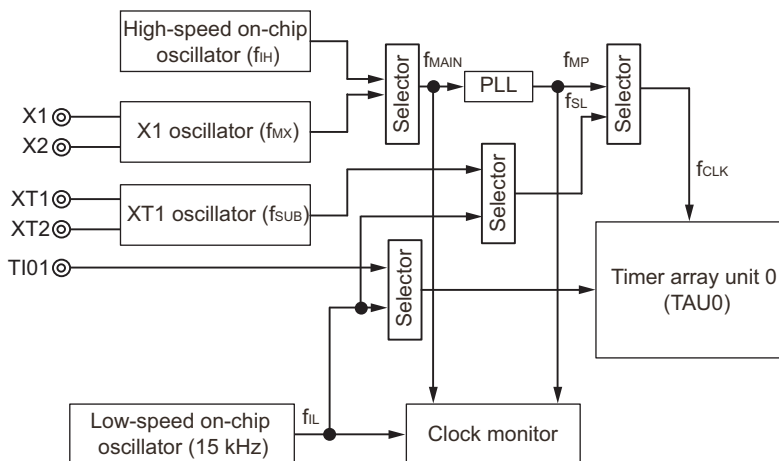 High-speed on-chip
oscillator (fIH)
Selector
fMAIN
PLL
fMP
fSL
Selector
X1
X2
X1 oscillator (fMX)
XT1
XT2
XT1 oscillator (fSUB)
Selector
fCLK
TI01
Selector
Timer array unit 0
(TAU0)
Low-speed on-chip
oscillator (15 kHz)
fIL
Clock monitor